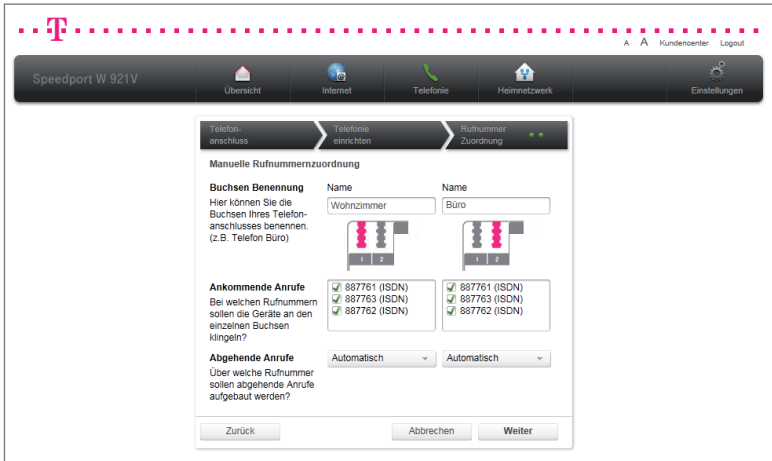 T
A A Kundencenter Logout
Speedport W 921V
Übersicht Internet Telefonie Heimnetzwerk Einstellungen
Telefon-
anschluss
Telefonie
einrichten
Rufnummer
Zuordnung
Manuelle Rufnummernzuordnung
Buchsen Benennung
Hier können Sie die
Buchsen Ihres Telefon-
anschlusses benennen.
(z.B. Telefon Büro)
Name
Wohnzimmer
1 2
Name
Büro
1 2
Ankommende Anrufe
Bei welchen Rufnummern
sollen die Geräte an den
einzelnen Buchsen
klingeln?
887761 (ISDN)
887763 (ISDN)
887762 (ISDN)
887761 (ISDN)
887763 (ISDN)
887762 (ISDN)
Abgehende Anrufe
Über welche Rufnummer
sollen abgehende Anrufe
aufgebaut werden?
Automatisch
Automatisch
Zurück Abbrechen Weiter